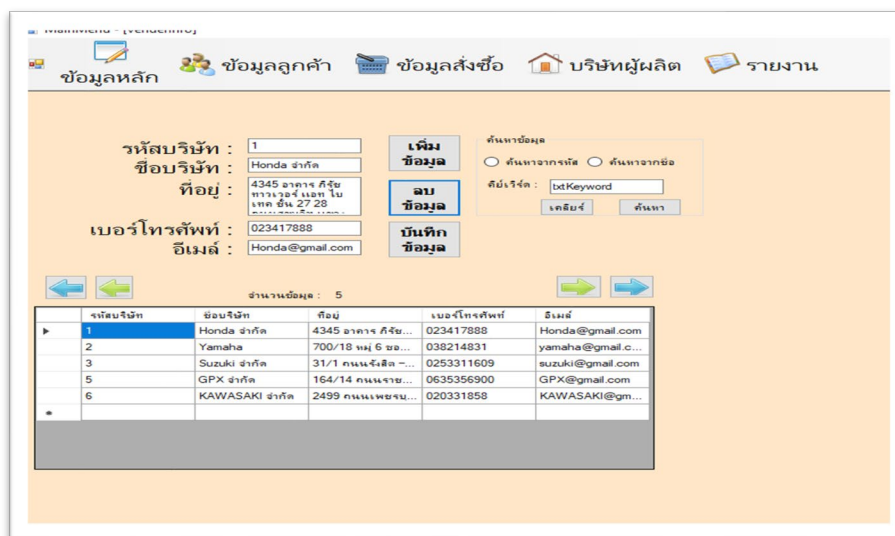 MainMenu - [VenderInfo]
ข้อมูลหลัก ข้อมูลลูกค้า ข้อมูลสั่งซื้อ บริษัทผู้ผลิต รายงาน
รหัสบริษัท : 1
ชื่อบริษัท : Honda จำกัด
ที่อยู่ : 4345 อาคาร ภิรัช
ทาวเวอร์ แอท ไบ
เทค ชั้น 27 28
เบอร์โทรศัพท์ : 023417888
อีเมล์ : Honda@gmail.com
เพิ่ม
ข้อมูล
ลบ
ข้อมูล
บันทึก
ข้อมูล
ค้นหาข้อมูล
ค้นหาจากรหัส ค้นหาจากชื่อ
คีย์เวิร์ด : txtKeyword
เคลียร์ ค้นหา
จำนวนข้อมูล : 5
รหัสบริษัท ชื่อบริษัท ที่อยู่ เบอร์โทรศัพท์ อีเมล์
1 Honda จำกัด 4345 อาคาร ภิรัช... 023417888 Honda@gmail.com
2 Yamaha 700/18 หมู่ 6 ซอ... 038214831 yamaha@gmail.c...
3 Suzuki จำกัด 31/1 ถนนรังสิต –... 0253311609 suzuki@gmail.com
5 GPX จำกัด 164/14 ถนนราช... 0635356900 GPX@gmail.com
6 KAWASAKI จำกัด 2499 ถนนเพชรบุ... 020331858 KAWASAKI@gm...